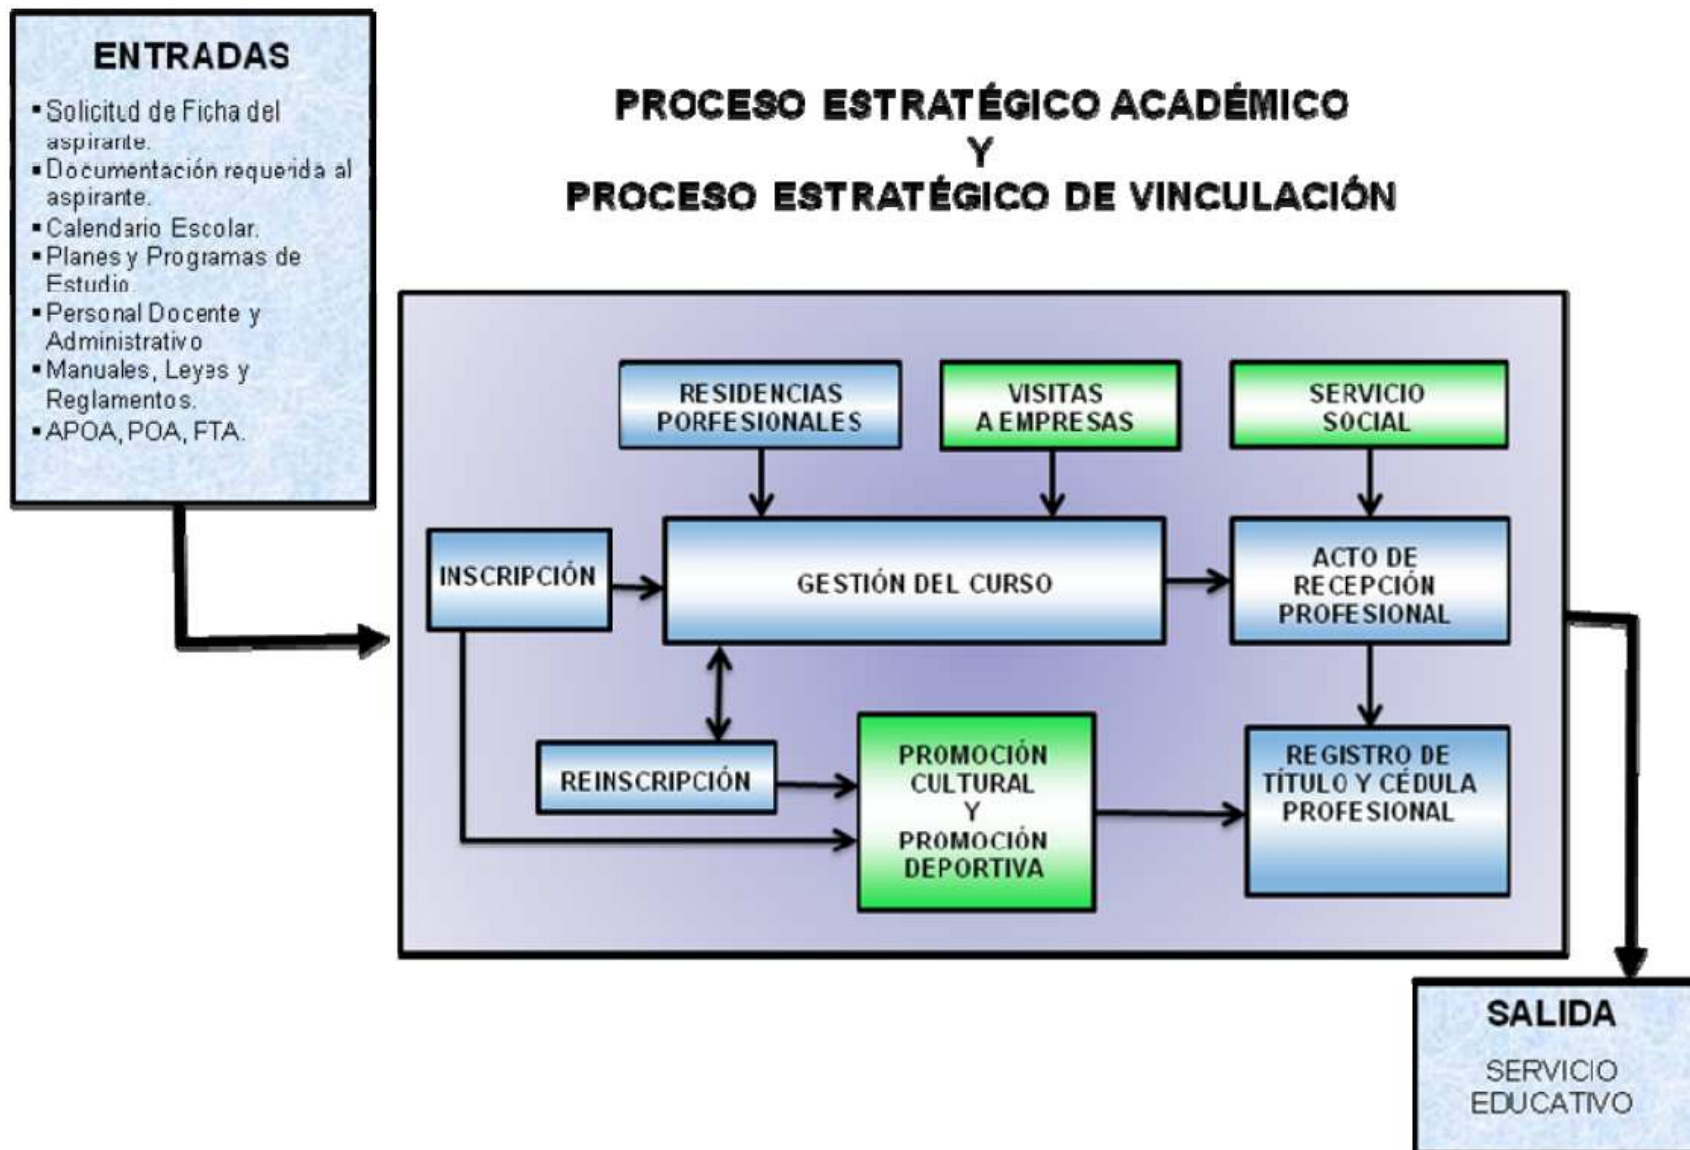 ENTRADAS
▪ Solicitud de Ficha del
aspirante.
▪ Documentación requerida al
aspirante.
▪ Calendario Escolar.
▪ Planes y Programas de
Estudio.
▪ Personal Docente y
Administrativo
▪ Manuales, Leyes y
Reglamentos.
▪ APOA, POA, FTA.
PROCESO ESTRATÉGICO ACADÉMICO
Y
PROCESO ESTRATÉGICO DE VINCULACIÓN
RESIDENCIAS
PORFESIONALES
VISITAS
A EMPRESAS
SERVICIO
SOCIAL
INSCRIPCIÓN
GESTIÓN DEL CURSO
ACTO DE
RECEPCIÓN
PROFESIONAL
REINSCRIPCIÓN
PROMOCIÓN
CULTURAL
Y
PROMOCIÓN
DEPORTIVA
REGISTRO DE
TÍTULO Y CÉDULA
PROFESIONAL
SALIDA
SERVICIO
EDUCATIVO